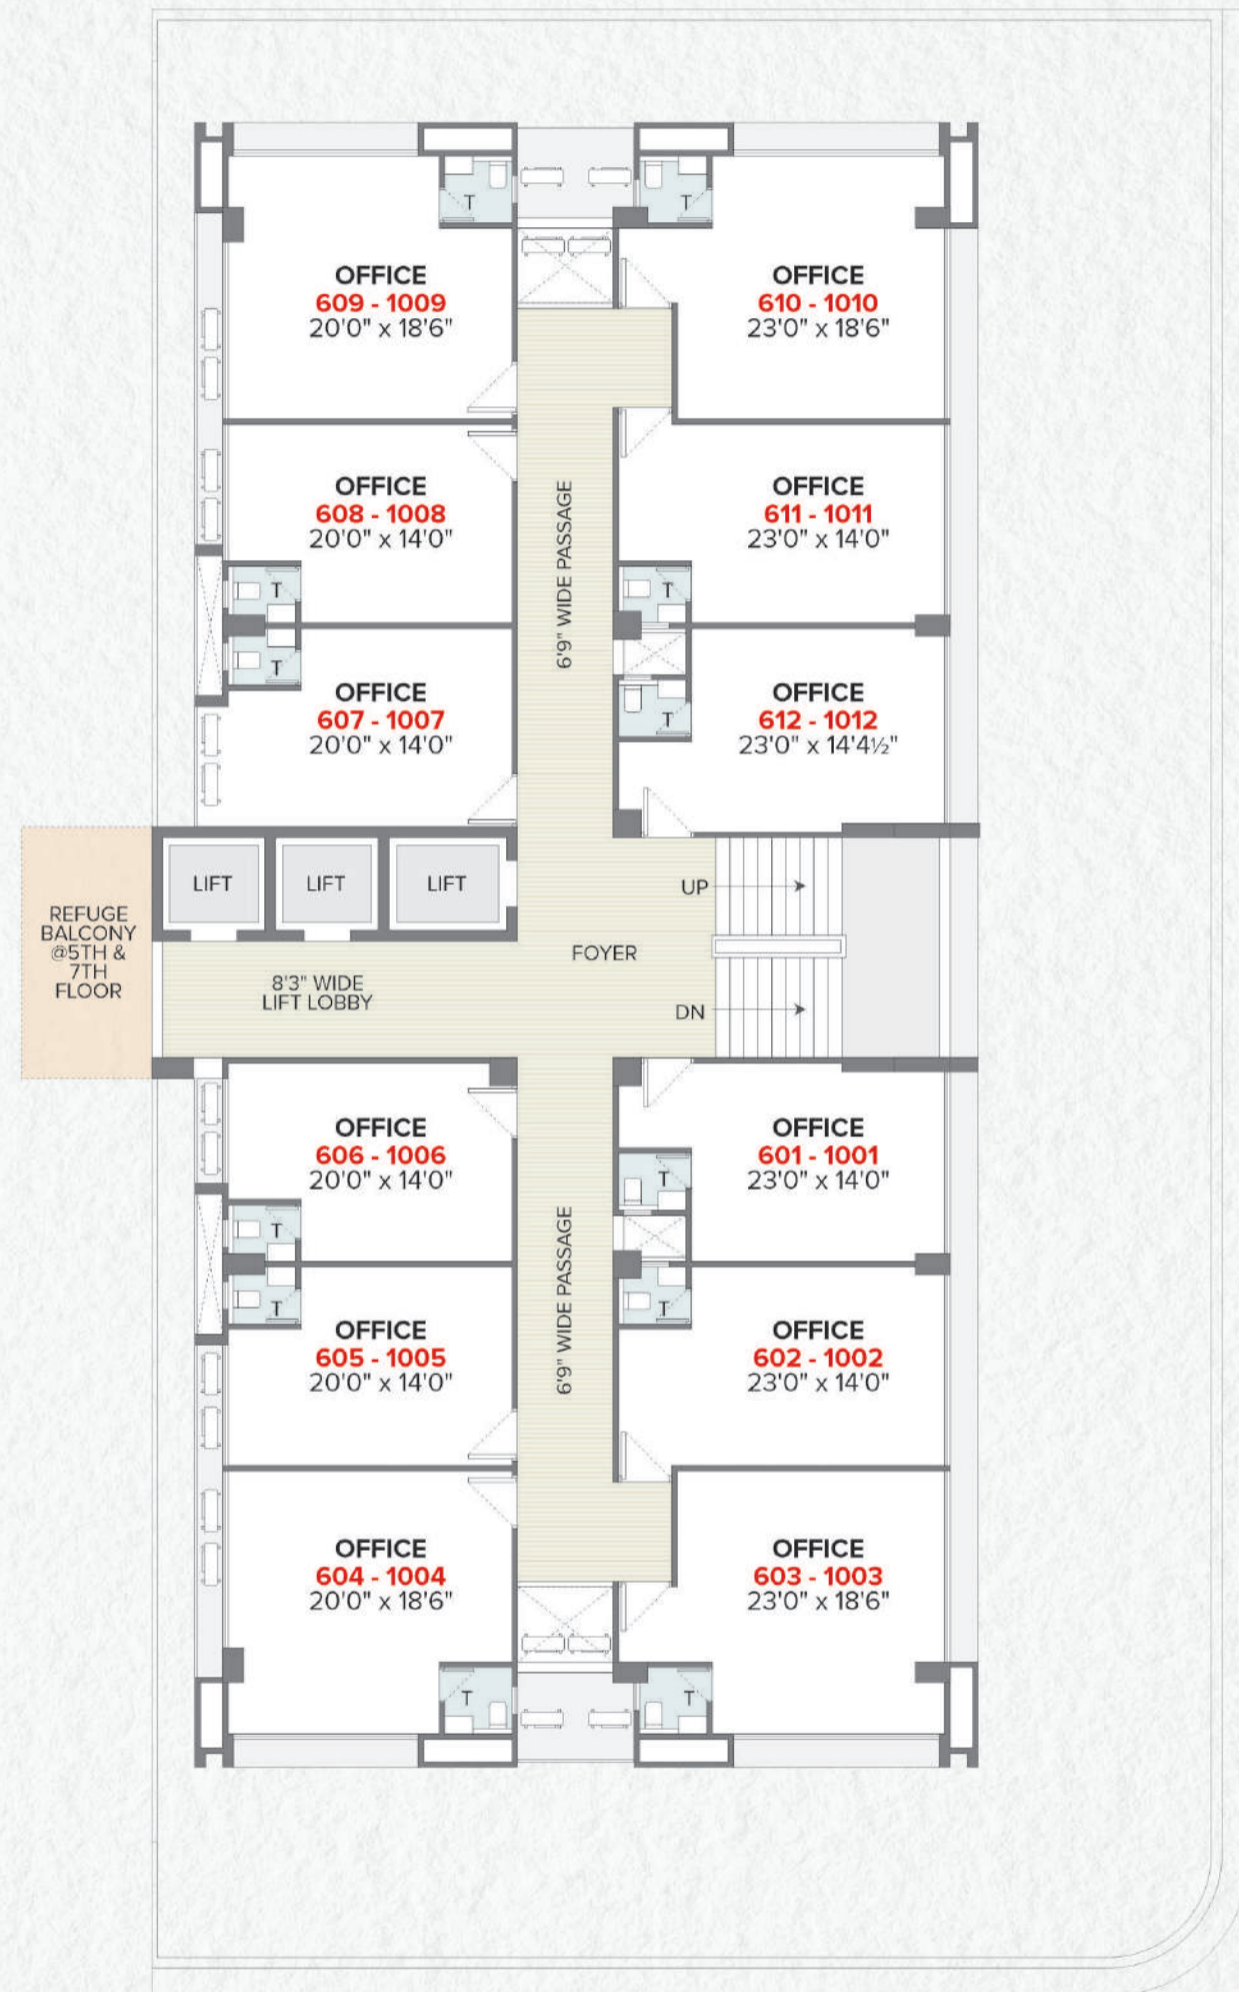 T
T
OFFICE
609 - 1009
20'0" x 18'6"
OFFICE
610 - 1010
23'0" x 18'6"
OFFICE
608 - 1008
20'0" x 14'0"
6'9" WIDE PASSAGE
OFFICE
611 - 1011
23'0" x 14'0"
T
T
T
T
OFFICE
607 - 1007
20'0" x 14'0"
OFFICE
612 - 1012
23'0" x 14'4½"
REFUGE
BALCONY
@5TH &
7TH
FLOOR
LIFT
LIFT
LIFT
UP
FOYER
8'3" WIDE
LIFT LOBBY
DN
OFFICE
606 - 1006
20'0" x 14'0"
OFFICE
601 - 1001
23'0" x 14'0"
T
T
T
T
6'9" WIDE PASSAGE
OFFICE
605 - 1005
20'0" x 14'0"
OFFICE
602 - 1002
23'0" x 14'0"
OFFICE
604 - 1004
20'0" x 18'6"
OFFICE
603 - 1003
23'0" x 18'6"
T
T